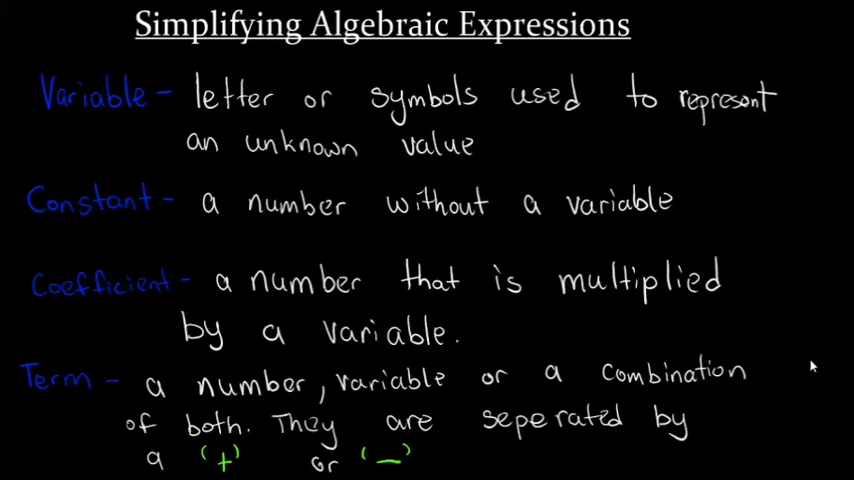 Simplifying Algebraic Expressions
Variable - letter or symbols used to represent
an unknown value
Constant - a number without a variable
Coefficient - a number that is multiplied
by a variable.
Term - a number, variable or a combination
of both. They are seperated by
a (+) or (-)